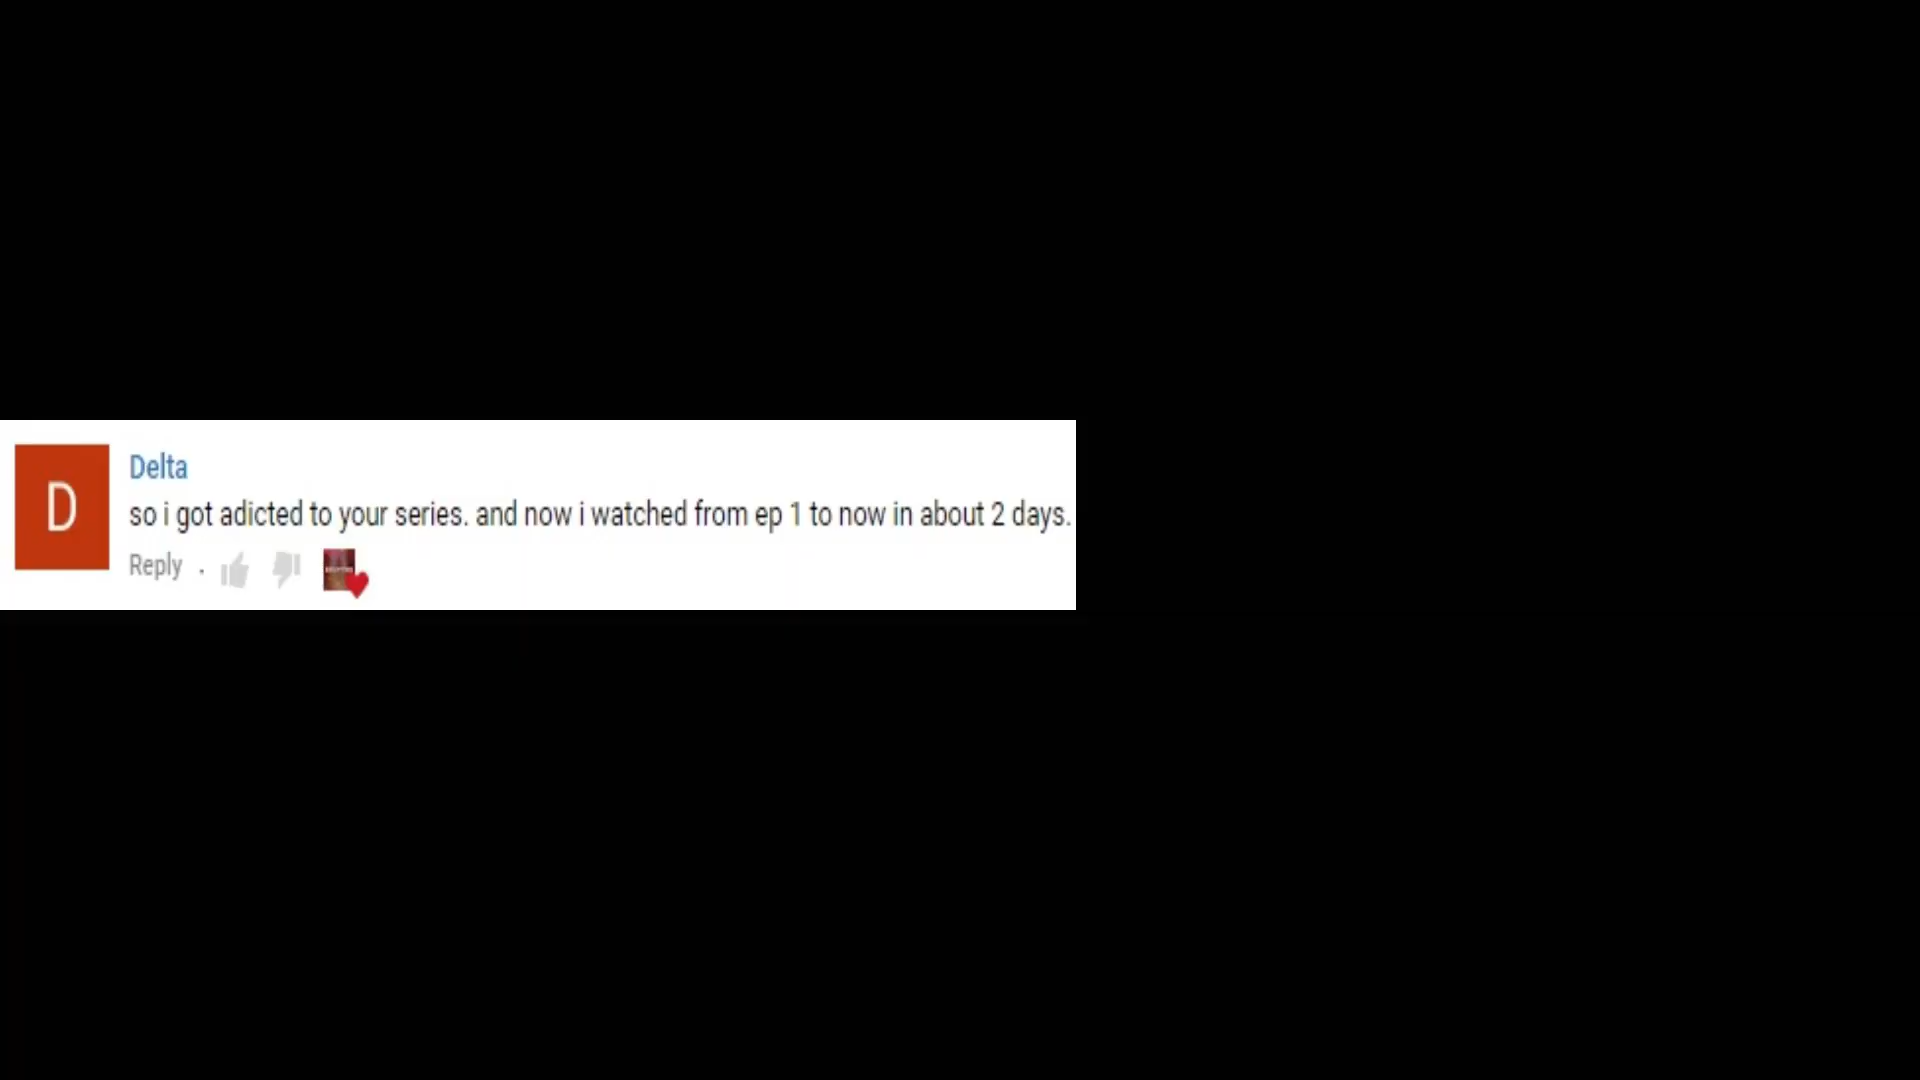 D
Delta
so i got adicted to your series. and now i watched from ep 1 to now in about 2 days.
Reply .